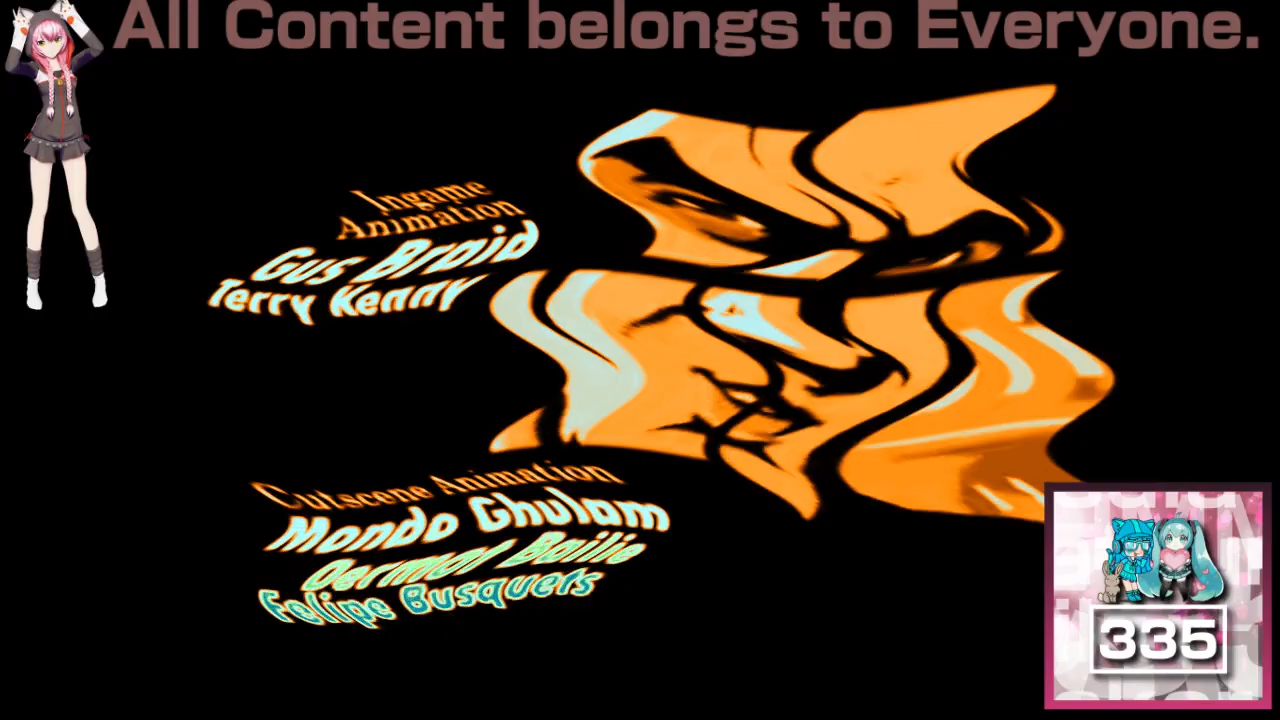 All Content belongs to Everyone.
Ingame
Animation
Gus Braid
Terry Kenny
Cutscene Animation
Mondo Ghulam
Dermot Bailie
Felipe Busquets
335